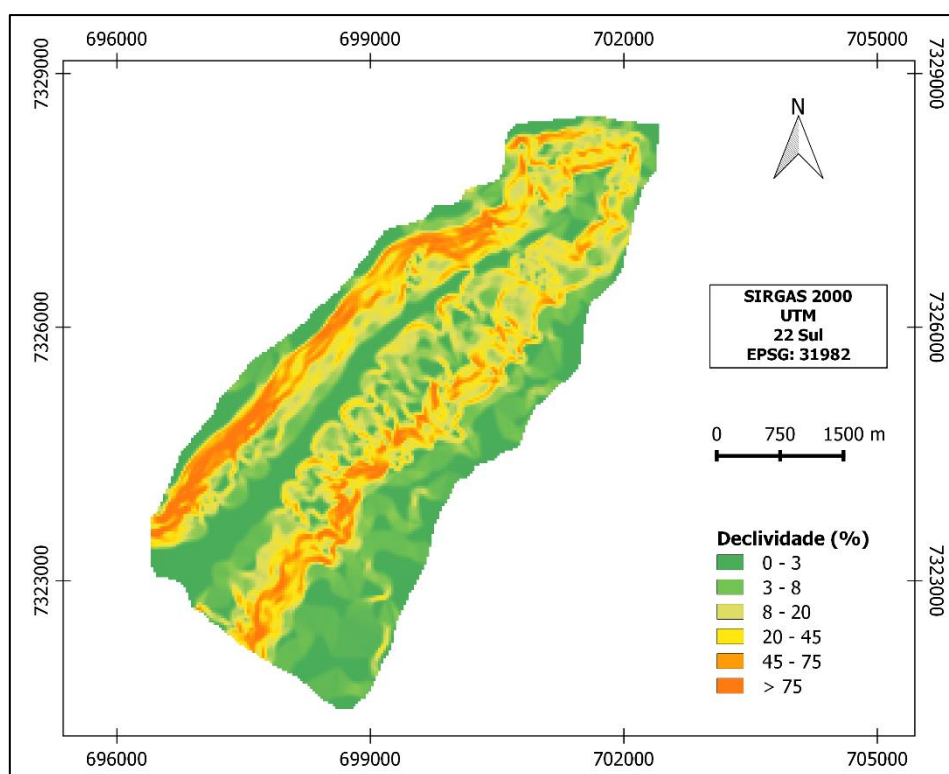 696000 699000 702000 705000
7329000 7329000
N
SIRGAS 2000
UTM
22 Sul
EPSG: 31982
7326000 7326000
0 750 1500 m
Declividade (%)
0 - 3
3 - 8
8 - 20
20 - 45
45 - 75
> 75
7323000 7323000
696000 699000 702000 705000